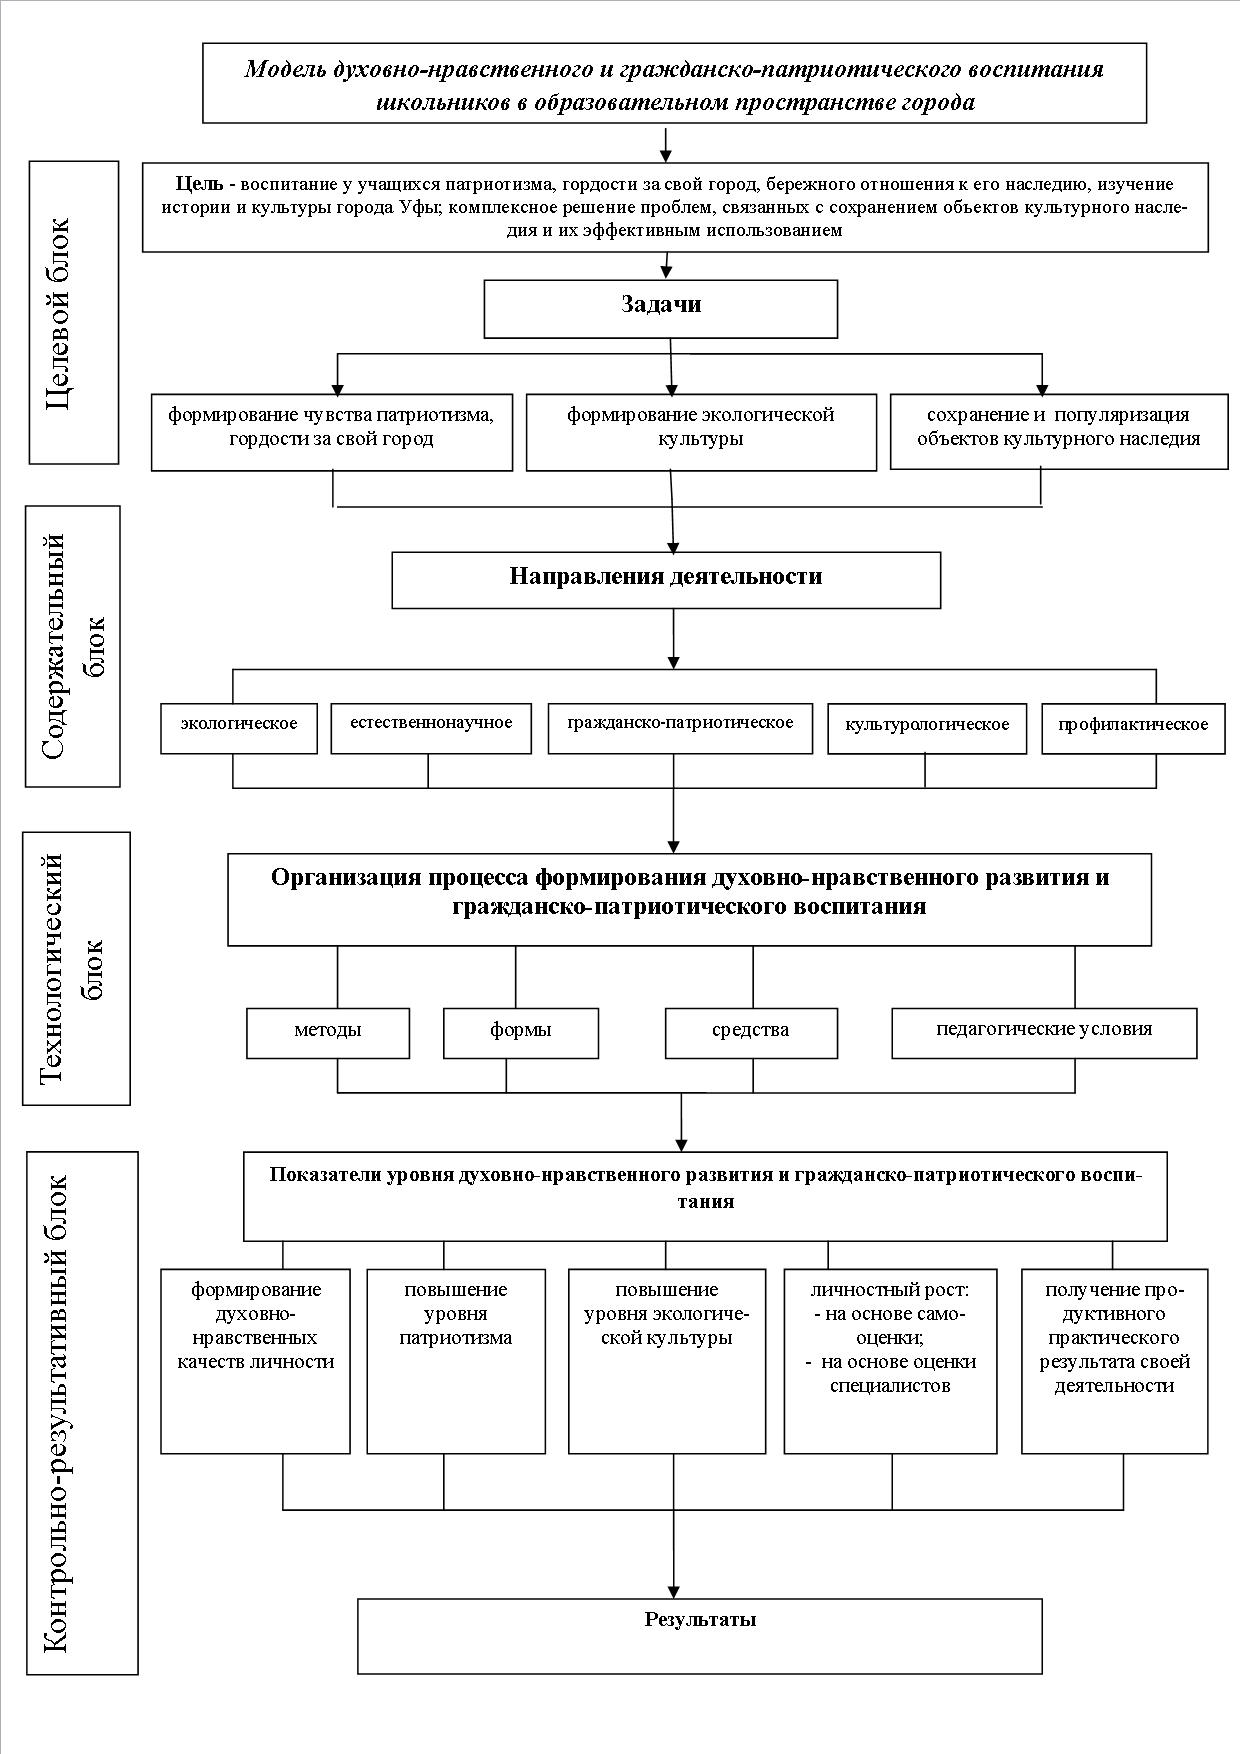 Модель духовно-нравственного и гражданско-патриотического воспитания
школьников в образовательном пространстве города
Целевой блок
Цель - воспитание у учащихся патриотизма, гордости за свой город, бережного отношения к его наследию, изучение
истории и культуры города Уфы; комплексное решение проблем, связанных с сохранением объектов культурного насле-
дия и их эффективным использованием
Задачи
формирование чувства патриотизма,
гордости за свой город
формирование экологической
культуры
сохранение и популяризация
объектов культурного наследия
Содержательный
блок
Направления деятельности
экологическое
естественнонаучное
гражданско-патриотическое
культурологическое
профилактическое
Технологический
блок
Организация процесса формирования духовно-нравственного развития и
гражданско-патриотического воспитания
методы
формы
средства
педагогические условия
Контрольно-результативный блок
Показатели уровня духовно-нравственного развития и гражданско-патриотического воспи-
тания
формирование
духовно-
нравственных
качеств личности
повышение
уровня
патриотизма
повышение
уровня экологиче-
ской культуры
личностный рост:
- на основе само-
оценки;
- на основе оценки
специалистов
получение про-
дуктивного
практического
результата своей
деятельности
Результаты